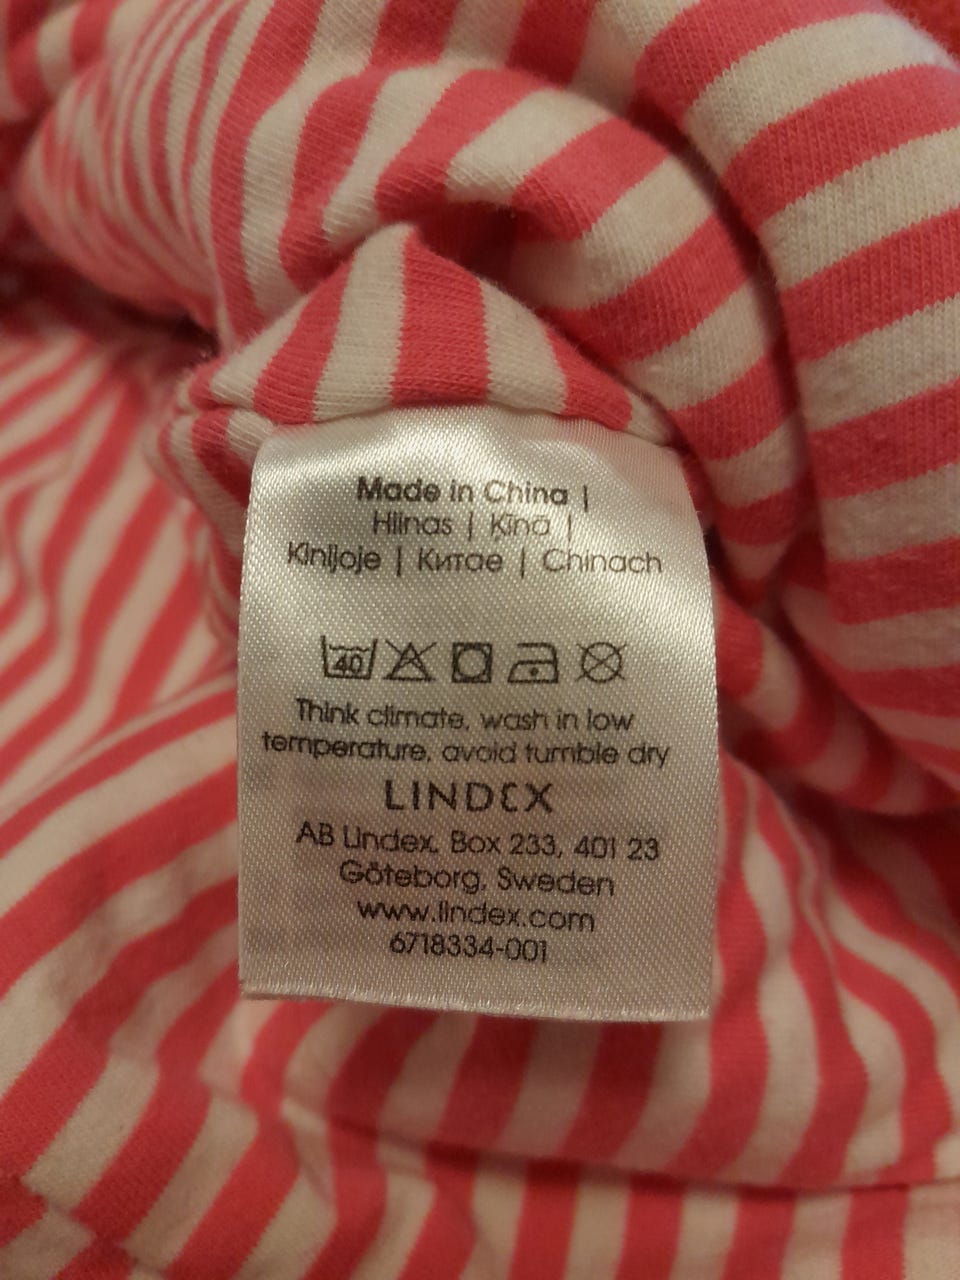 Made in China |
Hiinas | Ķīna |
Kinijoje | Китае | Chinach
40
Think climate, wash in low
temperature, avoid tumble dry
LINDEX
AB Lindex, Box 233, 401 23
Göteborg, Sweden
www.lindex.com
6718334-001